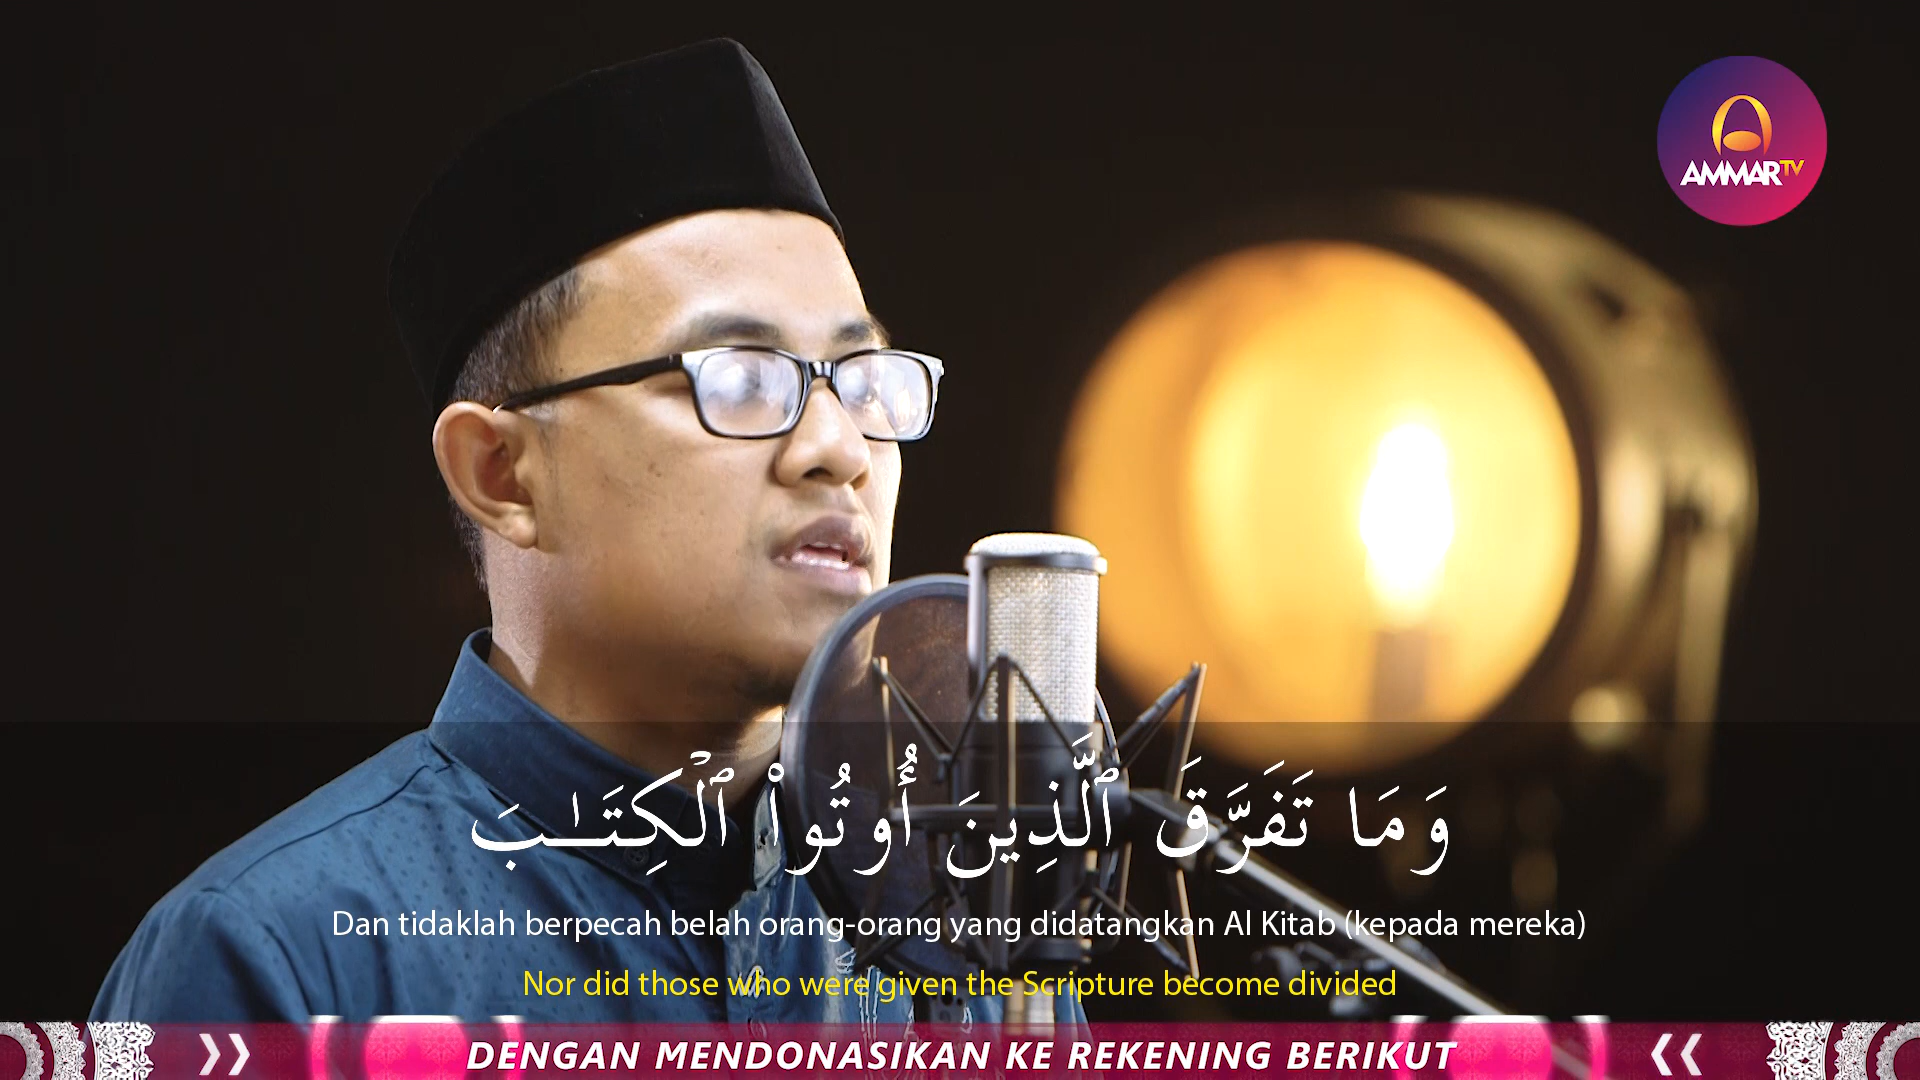 AMMARTV
وَمَا تَفَرَّقَ ٱلَّذِينَ أُوتُوا۟ ٱلْكِتَـٰبَ
Dan tidaklah berpecah belah orang-orang yang didatangkan Al Kitab (kepada mereka)
Nor did those who were given the Scripture become divided
DENGAN MENDONASIKAN KE REKENING BERIKUT